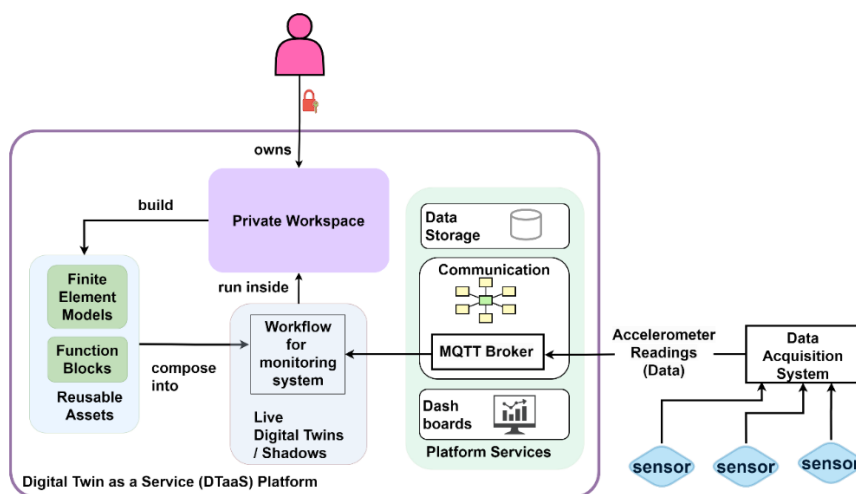 owns
build
Private Workspace
run inside
Finite
Element
Models
Function
Blocks
Reusable
Assets
compose
into
Workflow
for
monitoring
system
Live
Digital Twins
/ Shadows
Data
Storage
Communication
MQTT Broker
Dash
boards
Platform Services
Accelerometer
Readings
(Data)
Data
Acquisition
System
sensor
sensor
sensor
Digital Twin as a Service (DTaaS) Platform